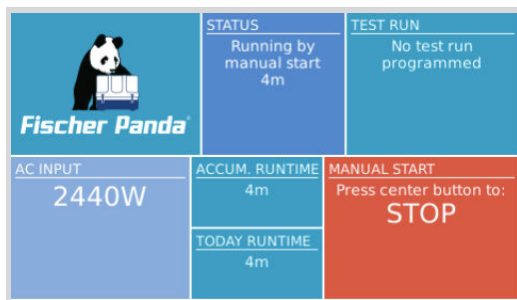 Fischer Panda
STATUS
Running by
manual start
4m
TEST RUN
No test run
programmed
AC INPUT
2440W
ACCUM. RUNTIME
4m
TODAY RUNTIME
4m
MANUAL START
Press center button to:
STOP